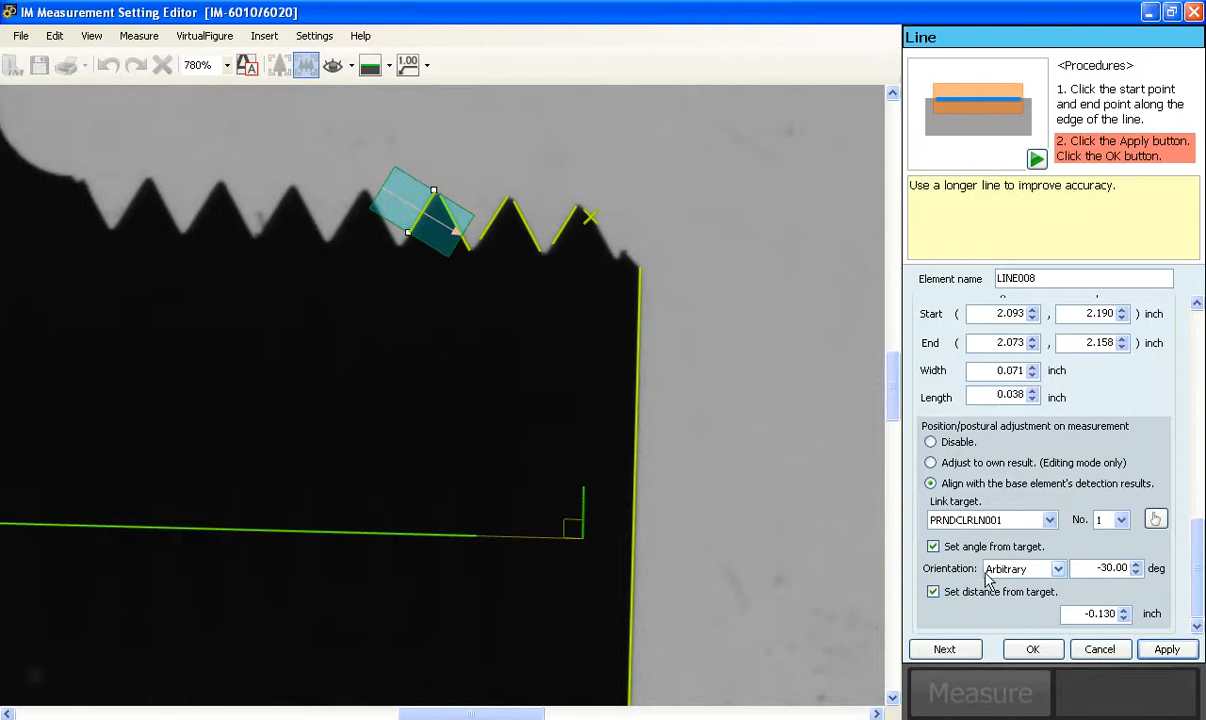 IM Measurement Setting Editor [IM-6010/6020]
File Edit View Measure VirtualFigure Insert Settings Help
780% A 1.00
Line
<Procedures>
1. Click the start point
and end point along the
edge of the line.
2. Click the Apply button.
Click the OK button.
Use a longer line to improve accuracy.
Element name LINE008
Start ( 2.093 , 2.190 ) inch
End ( 2.073 , 2.158 ) inch
Width 0.071 inch
Length 0.038 inch
Position/postural adjustment on measurement
Disable.
Adjust to own result. (Editing mode only)
Align with the base element's detection results.
Link target.
PRNDCLRLN001 No. 1
Set angle from target.
Orientation: Arbitrary -30.00 deg
Set distance from target.
-0.130 inch
Next OK Cancel Apply
Measure